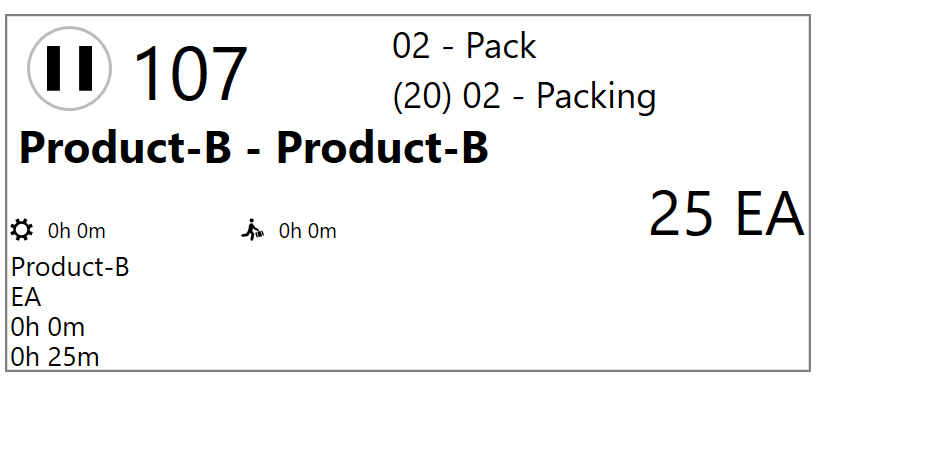 107
02 - Pack
(20) 02 - Packing
Product-B - Product-B
0h 0m 0h 0m
25 EA
Product-B
EA
0h 0m
0h 25m